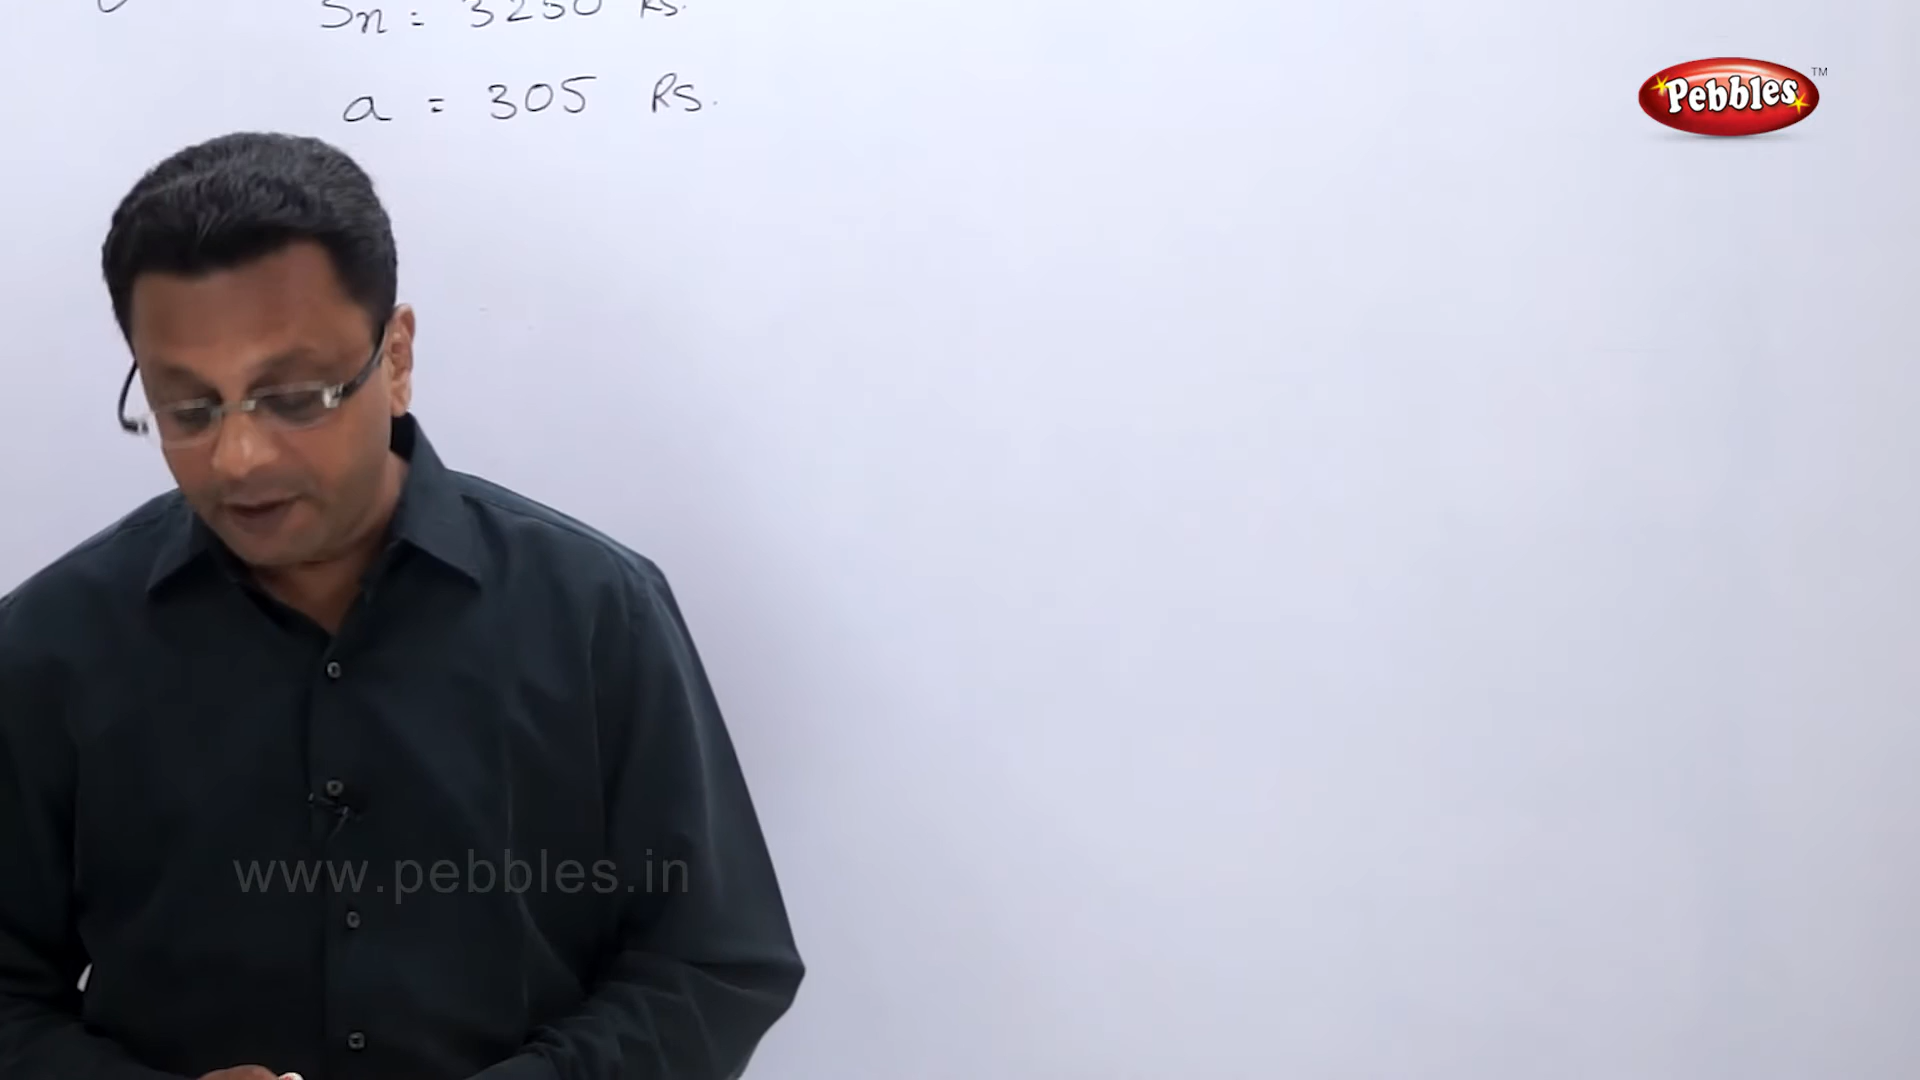 Sn = 3250 Rs.
a = 305 Rs.
Pebbles TM
www.pebbles.in